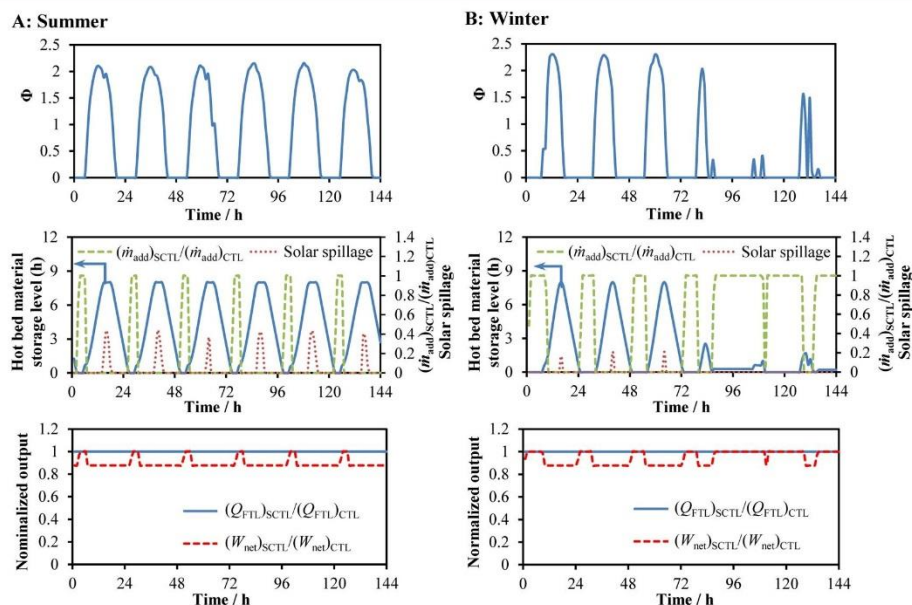 A: Summer
2.5
2
1.5
1
0.5
0
Φ
0 24 48 72 96 120 144
Time / h
B: Winter
2.5
2
1.5
1
0.5
0
Φ
0 24 48 72 96 120 144
Time / h
12
9
6
3
0
Hot bed material
storage level (h)
(ṁadd)SCTL/(ṁadd)CTL
Solar spillage
1.4
1.2
1
0.8
0.6
0.4
0.2
0
(ṁadd)SCTL/(ṁadd)CTL
Solar spillage
0 24 48 72 96 120 144
Time / h
12
9
6
3
0
Hot bed material
storage level (h)
(ṁadd)SCTL/(ṁadd)CTL
Solar spillage
1.4
1.2
1
0.8
0.6
0.4
0.2
0
(ṁadd)SCTL/(ṁadd)CTL
Solar spillage
0 24 48 72 96 120 144
Time / h
1.2
1
0.8
0.6
0.4
0.2
0
Nominalized output
(QFTL)SCTL/(QFTL)CTL
(Wnet)SCTL/(Wnet)CTL
0 24 48 72 96 120 144
Time / h
1.2
1
0.8
0.6
0.4
0.2
0
Normalized output
(QFTL)SCTL/(QFTL)CTL
(Wnet)SCTL/(Wnet)CTL
0 24 48 72 96 120 144
Time / h